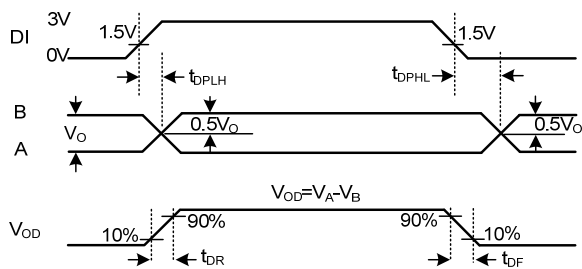 3V
DI
1.5V
1.5V
0V
tDPLH
tDPHL
B
VO
0.5VO
0.5VO
A
VOD=VA-VB
90%
90%
VOD
10%
10%
tDR
tDF